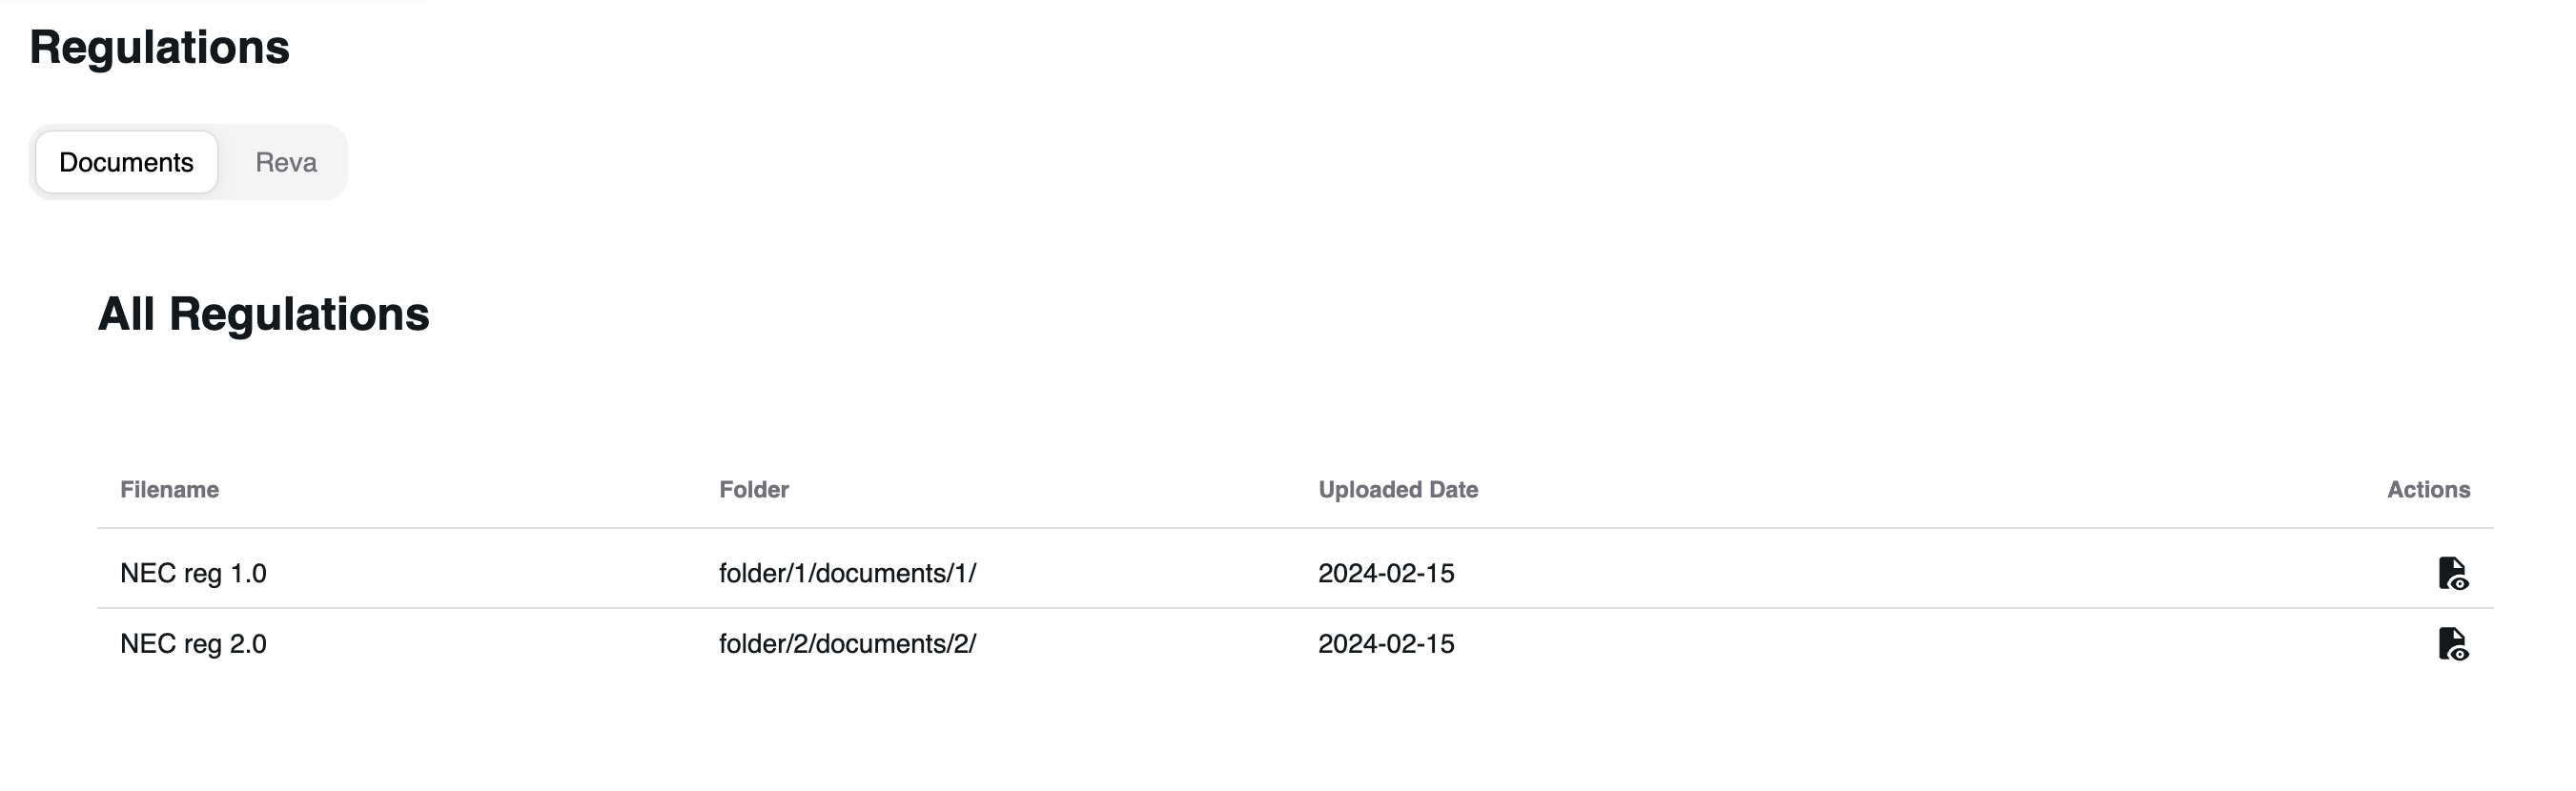 Regulations
Documents Reva
All Regulations
Filename Folder Uploaded Date Actions
NEC reg 1.0 folder/1/documents/1/ 2024-02-15
NEC reg 2.0 folder/2/documents/2/ 2024-02-15